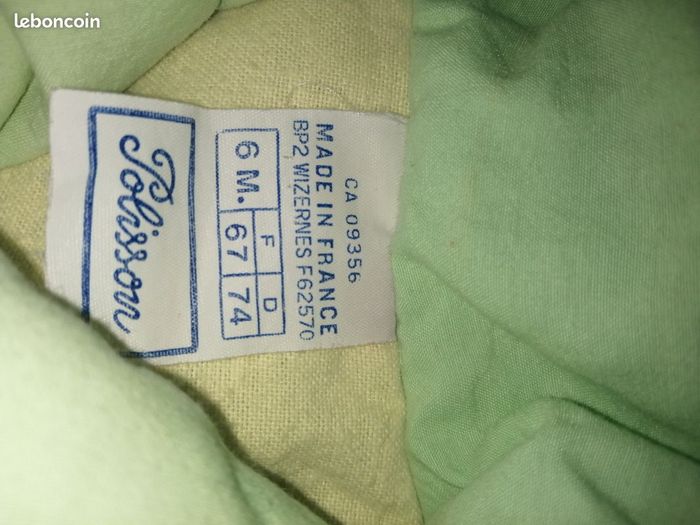 leboncoin
Polisson
F D
6 M. 67 74
MADE IN FRANCE
BP2 WIZERNES F62570
CA 09356